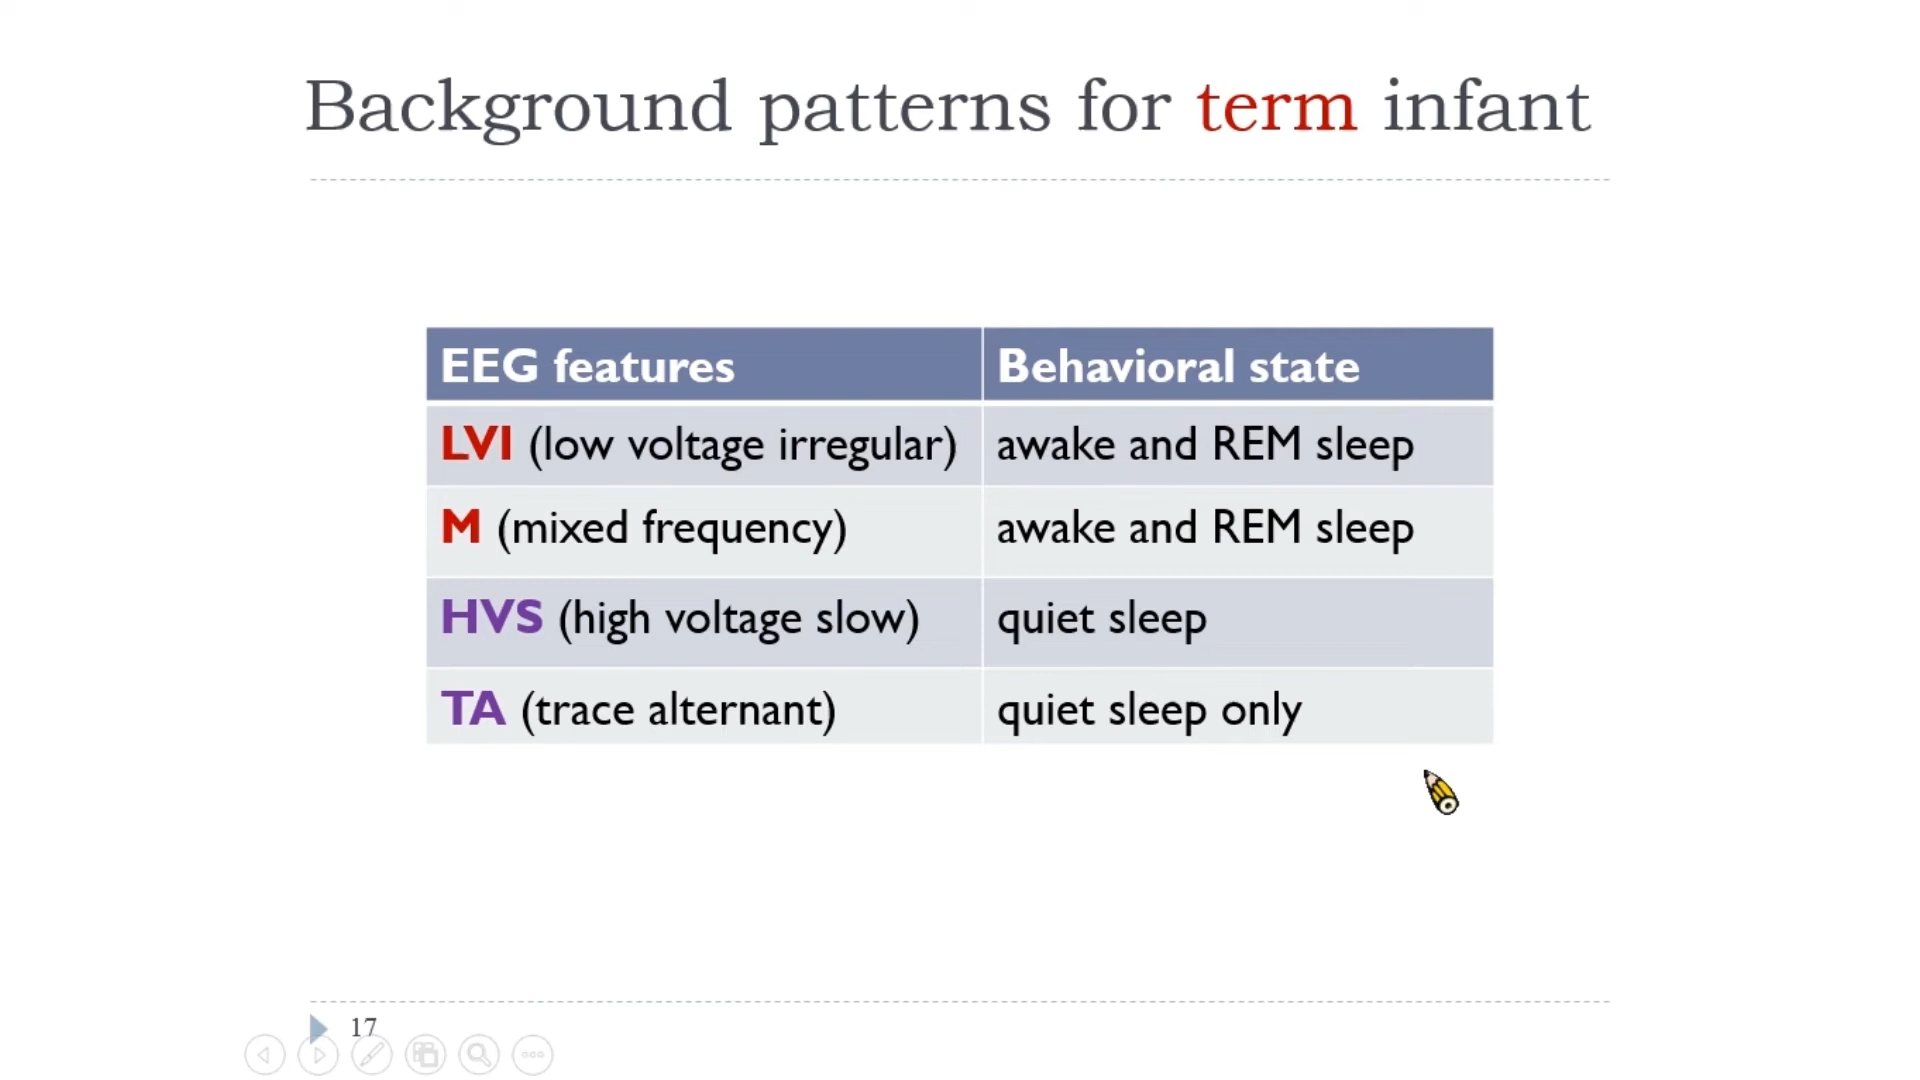 Background patterns for term infant
EEG features Behavioral state
LVI (low voltage irregular) awake and REM sleep
M (mixed frequency) awake and REM sleep
HVS (high voltage slow) quiet sleep
TA (trace alternant) quiet sleep only
17